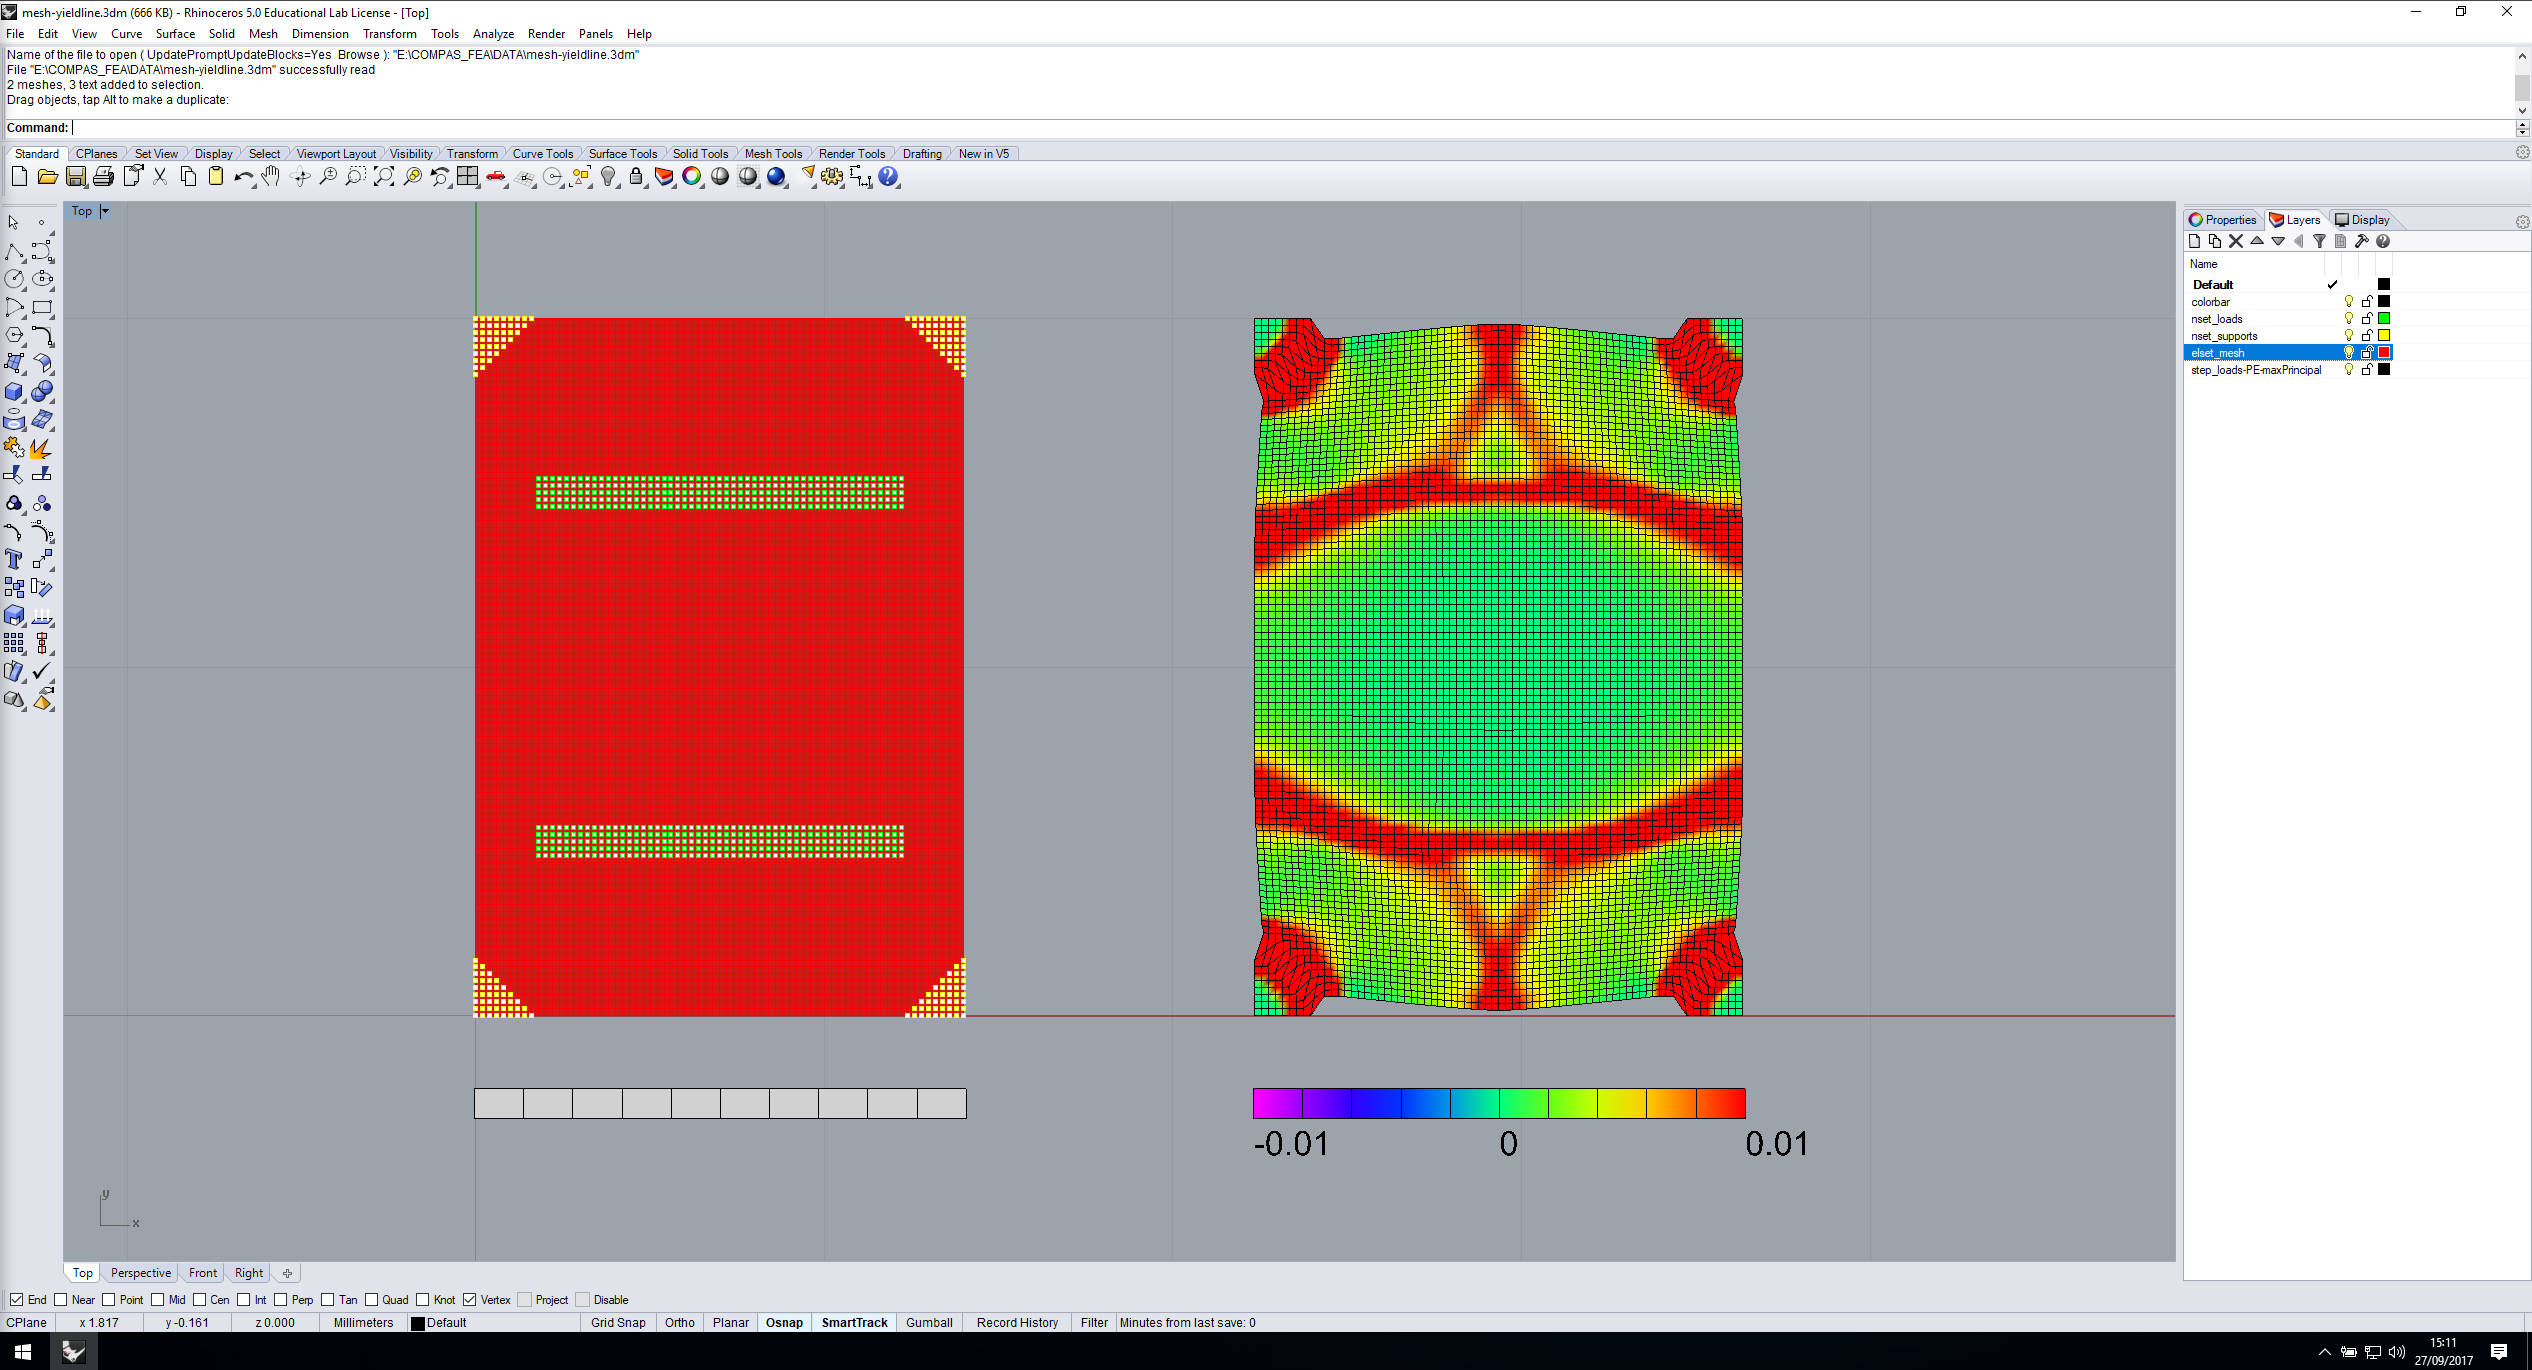 mesh-yieldline.3dm (666 KB) - Rhinoceros 5.0 Educational Lab License - [Top]
File Edit View Curve Surface Solid Mesh Dimension Transform Tools Analyze Render Panels Help
Name of the file to open ( UpdatePromptUpdateBlocks=Yes Browse ): "E:\COMPAS_FEA\DATA\mesh-yieldline.3dm"
File "E:\COMPAS_FEA\DATA\mesh-yieldline.3dm" successfully read
2 meshes, 3 text added to selection.
Drag objects, tap Alt to make a duplicate:
Command:
Standard CPlanes Set View Display Select Viewport Layout Visibility Transform Curve Tools Surface Tools Solid Tools Mesh Tools Render Tools Drafting New in V5
Top
Properties Layers Display
Name
Default
colorbar
nset_loads
nset_supports
elset_mesh
step_loads-PE-maxPrincipal
-0.01 0 0.01
y
x
Top Perspective Front Right
End Near Point Mid Cen Int Perp Tan Quad Knot Vertex Project Disable
CPlane x 1.817 y -0.161 z 0.000 Millimeters Default Grid Snap Ortho Planar Osnap SmartTrack Gumball Record History Filter Minutes from last save: 0
15:11
27/09/2017